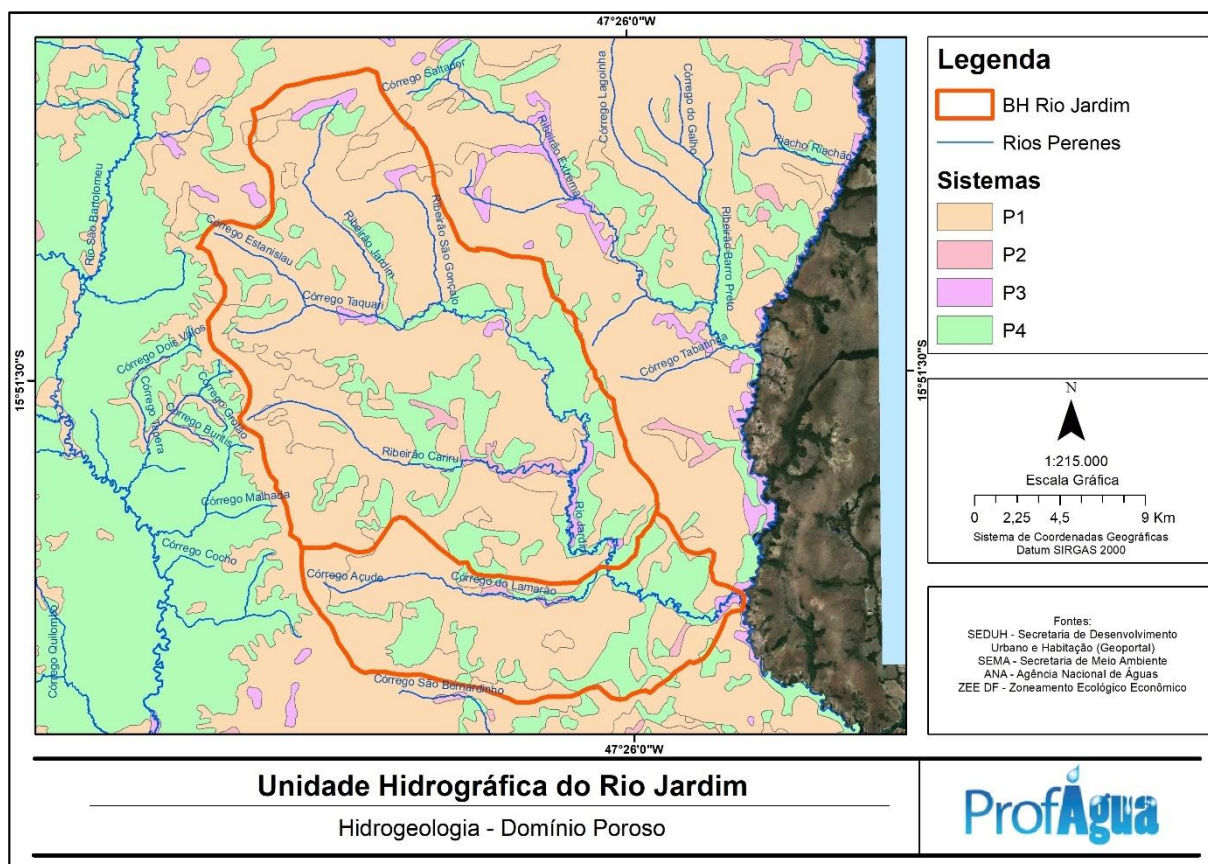 47°26'0"W
Legenda
BH Rio Jardim
Rios Perenes
Sistemas
P1
P2
P3
P4
Córrego Saltador
Córrego Lagoinha
Córrego do Galho
Riacho Riachão
Ribeirão Extrema
Rio São Bartolomeu
Córrego Estanislau
Ribeirão Jardim
Ribeirão São Gonçalo
Ribeirão Barro Preto
Córrego Taquari
Córrego Dois Valos
Córrego Tabatinga
15°51'30"S
15°51'30"S
Córrego Grotão
Córrego Buritis
Ribeirão Cariru
Córrego Malhada
Rio Jardim
Córrego Cocho
Córrego Açude
Córrego do Lamarão
Córrego Quilombo
Córrego São Bernardinho
47°26'0"W
N
1:215.000
Escala Gráfica
0 2,25 4,5 9 Km
Sistema de Coordenadas Geográficas
Datum SIRGAS 2000
Fontes:
SEDUH - Secretaria de Desenvolvimento
Urbano e Habitação (Geoportal)
SEMA - Secretaria de Meio Ambiente
ANA - Agência Nacional de Águas
ZEE DF - Zoneamento Ecológico Econômico
Unidade Hidrográfica do Rio Jardim
Hidrogeologia - Domínio Poroso
ProfÁgua